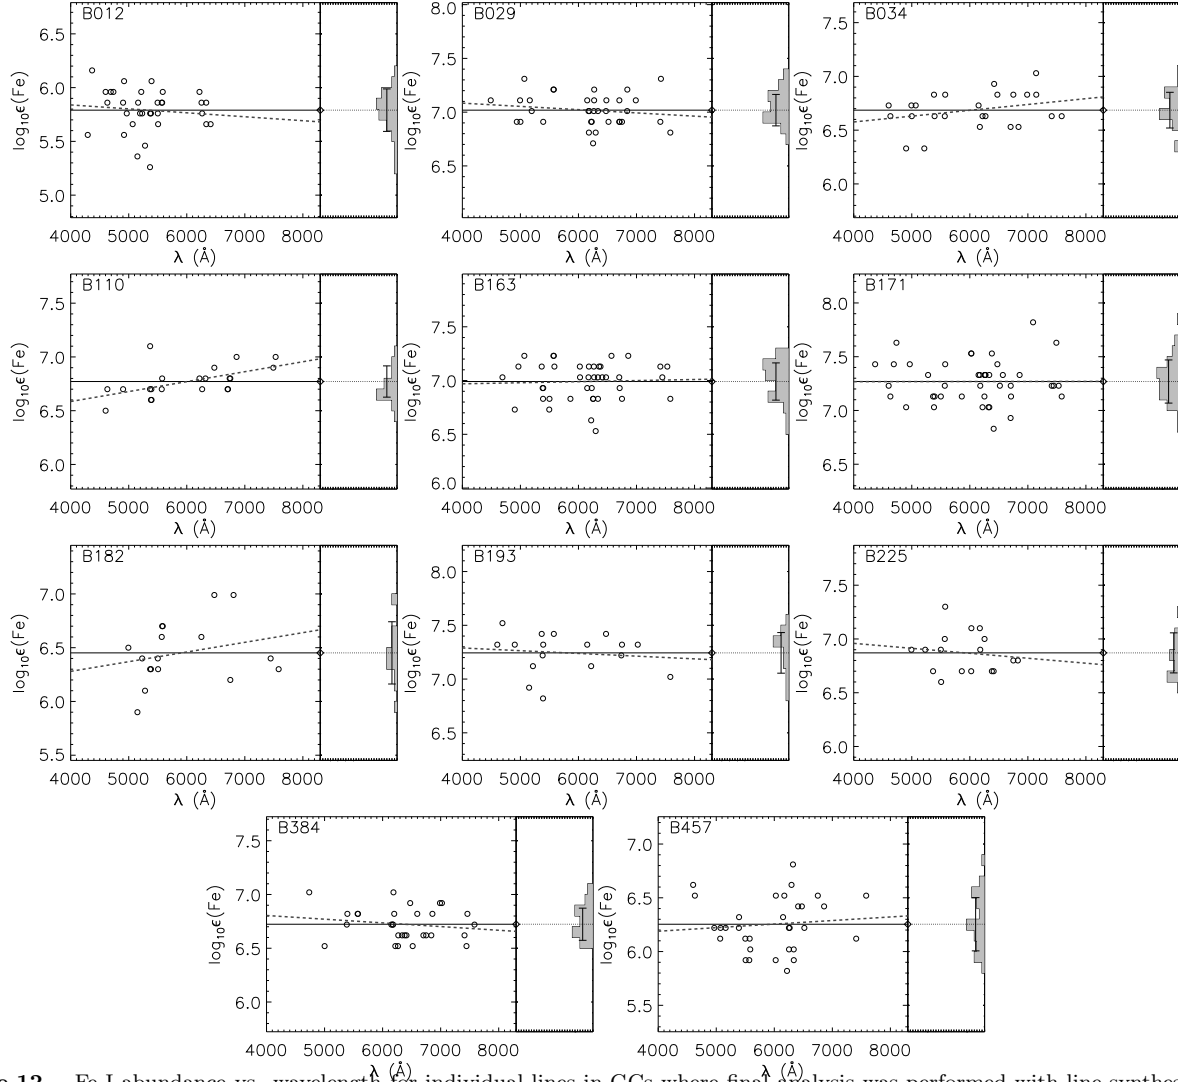 B012
B029
B034
6.5
6.0
5.5
5.0
log₁₀ε(Fe)
8.0
7.5
7.0
6.5
log₁₀ε(Fe)
7.5
7.0
6.5
6.0
log₁₀ε(Fe)
4000 5000 6000 7000 8000
λ (Å)
4000 5000 6000 7000 8000
λ (Å)
4000 5000 6000 7000 8000
λ (Å)
B110
B163
B171
7.5
7.0
6.5
6.0
log₁₀ε(Fe)
7.5
7.0
6.5
6.0
log₁₀ε(Fe)
8.0
7.5
7.0
6.5
log₁₀ε(Fe)
4000 5000 6000 7000 8000
λ (Å)
4000 5000 6000 7000 8000
λ (Å)
4000 5000 6000 7000 8000
λ (Å)
B182
B193
B225
7.0
6.5
6.0
5.5
log₁₀ε(Fe)
8.0
7.5
7.0
6.5
log₁₀ε(Fe)
7.5
7.0
6.5
6.0
log₁₀ε(Fe)
4000 5000 6000 7000 8000
λ (Å)
4000 5000 6000 7000 8000
λ (Å)
4000 5000 6000 7000 8000
λ (Å)
B384
B457
7.5
7.0
6.5
6.0
log₁₀ε(Fe)
7.0
6.5
6.0
5.5
log₁₀ε(Fe)
4000 5000 6000 7000 8000
λ (Å)
4000 5000 6000 7000 8000
λ (Å)
12.— Fe I abundance vs. wavelength for individual lines in GCs where final analysis was performed with line